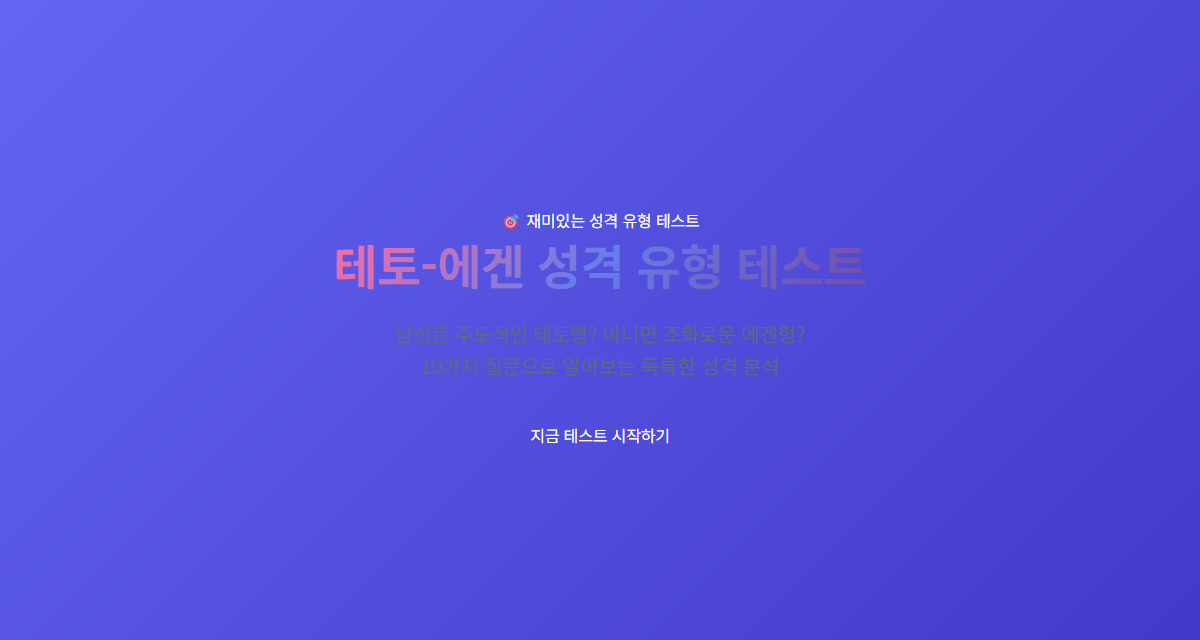 🎯 재미있는 성격 유형 테스트
테토-에겐 성격 유형 테스트
당신은 주도적인 테토형? 아니면 조화로운 에겐형?
10가지 질문으로 알아보는 독특한 성격 분석
지금 테스트 시작하기